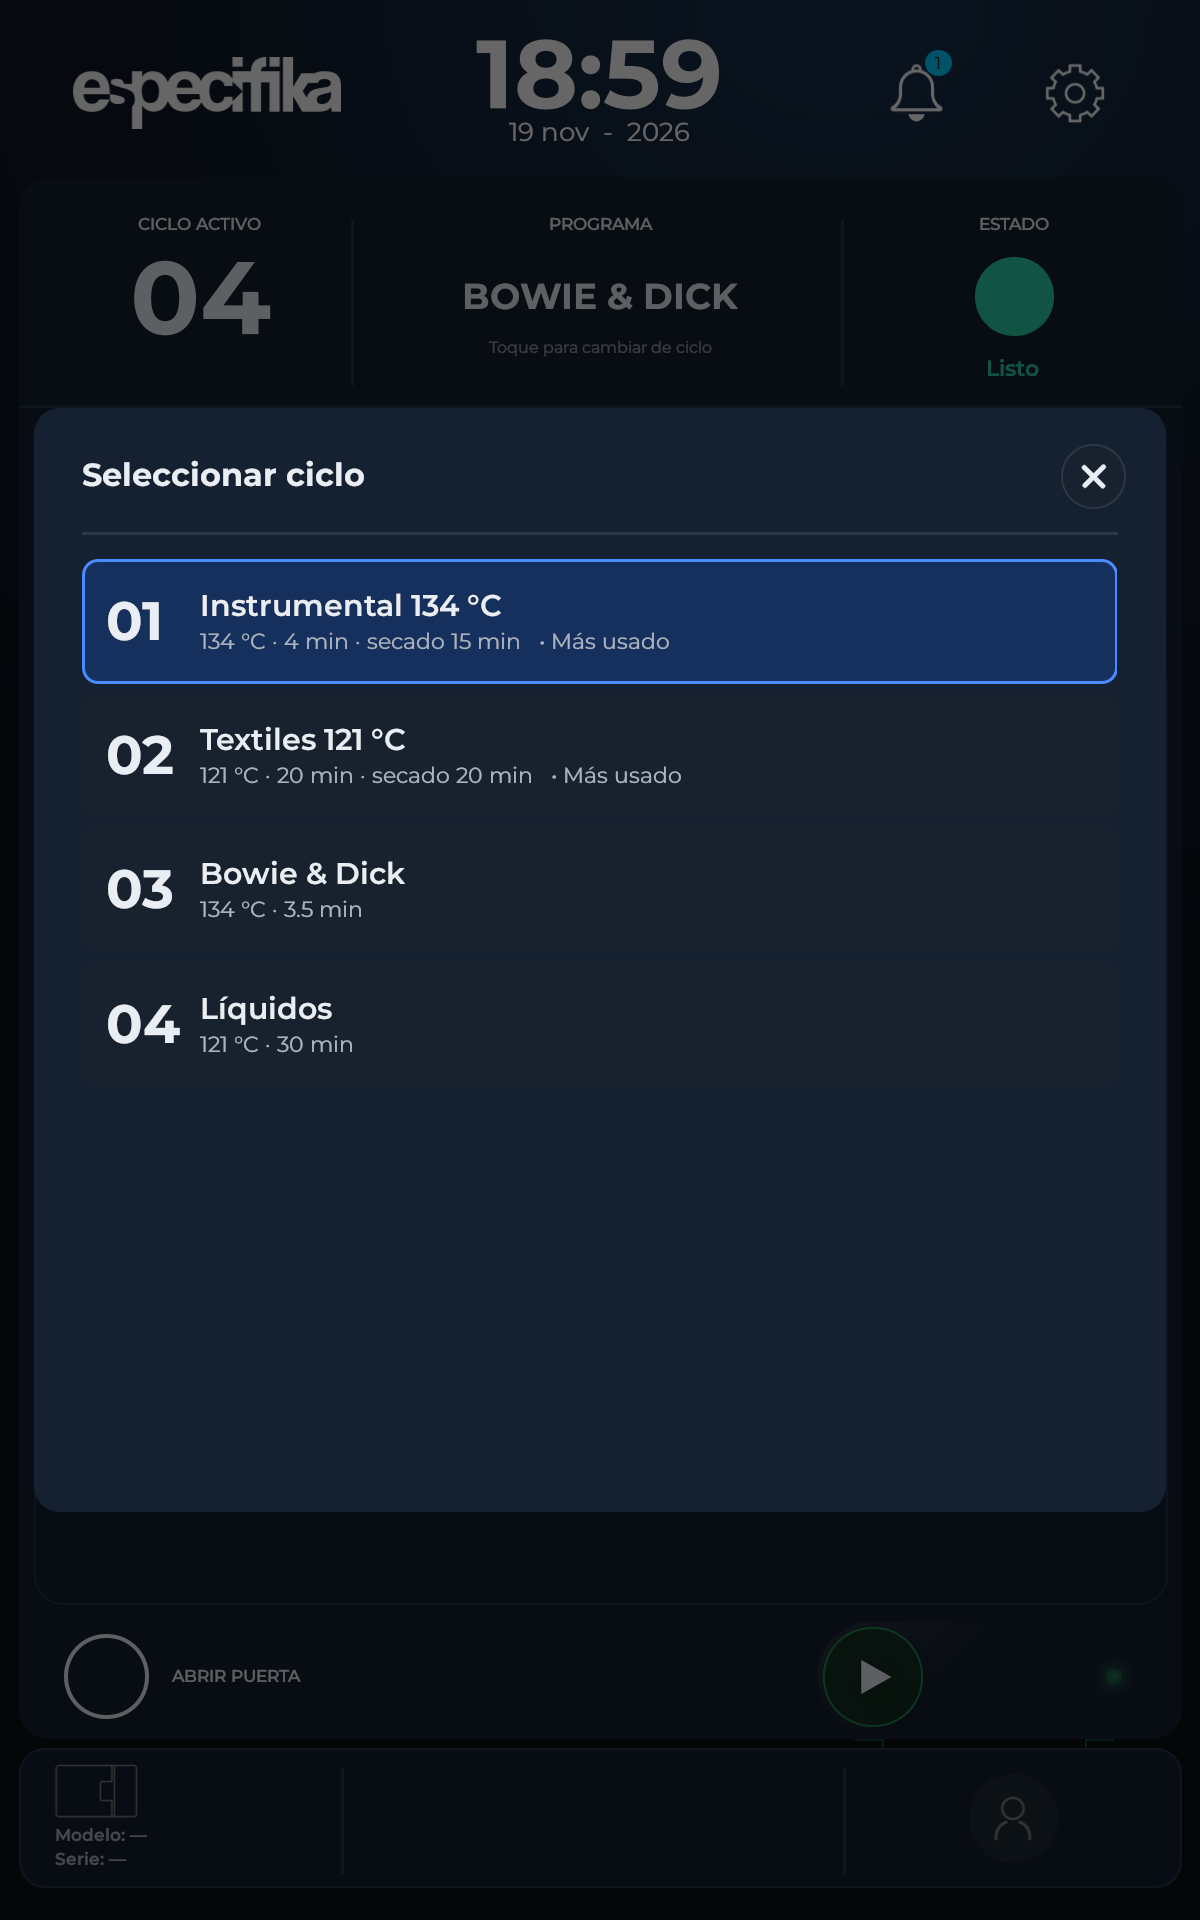 especifika
18:59
19 nov - 2026
1
CICLO ACTIVO
04
PROGRAMA
BOWIE & DICK
Toque para cambiar de ciclo
ESTADO
Listo
Seleccionar ciclo
01
Instrumental 134 °C
134 °C · 4 min · secado 15 min • Más usado
02
Textiles 121 °C
121 °C · 20 min · secado 20 min • Más usado
03
Bowie & Dick
134 °C · 3.5 min
04
Líquidos
121 °C · 30 min
ABRIR PUERTA
Modelo: —
Serie: —